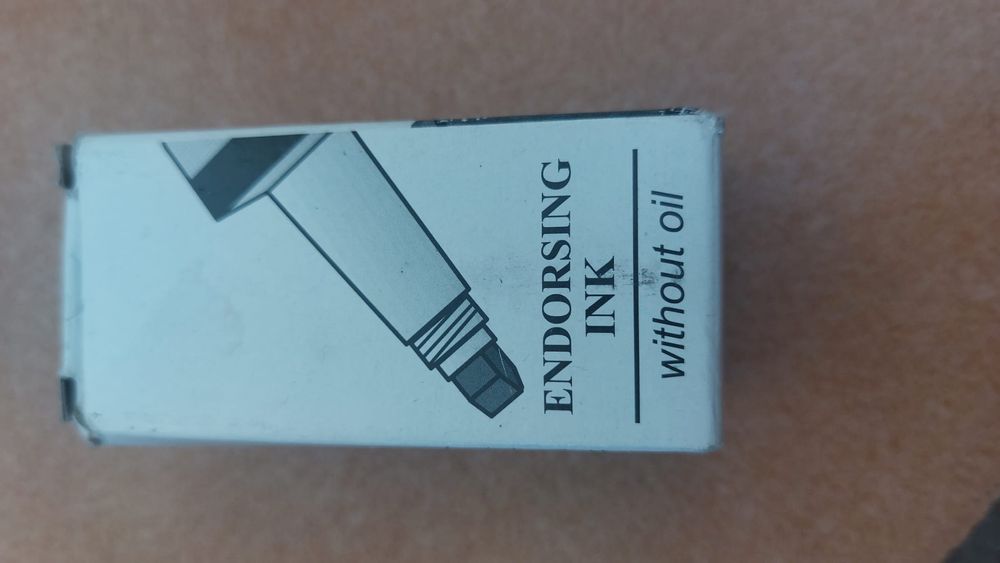 ENDORSING
INK
without oil